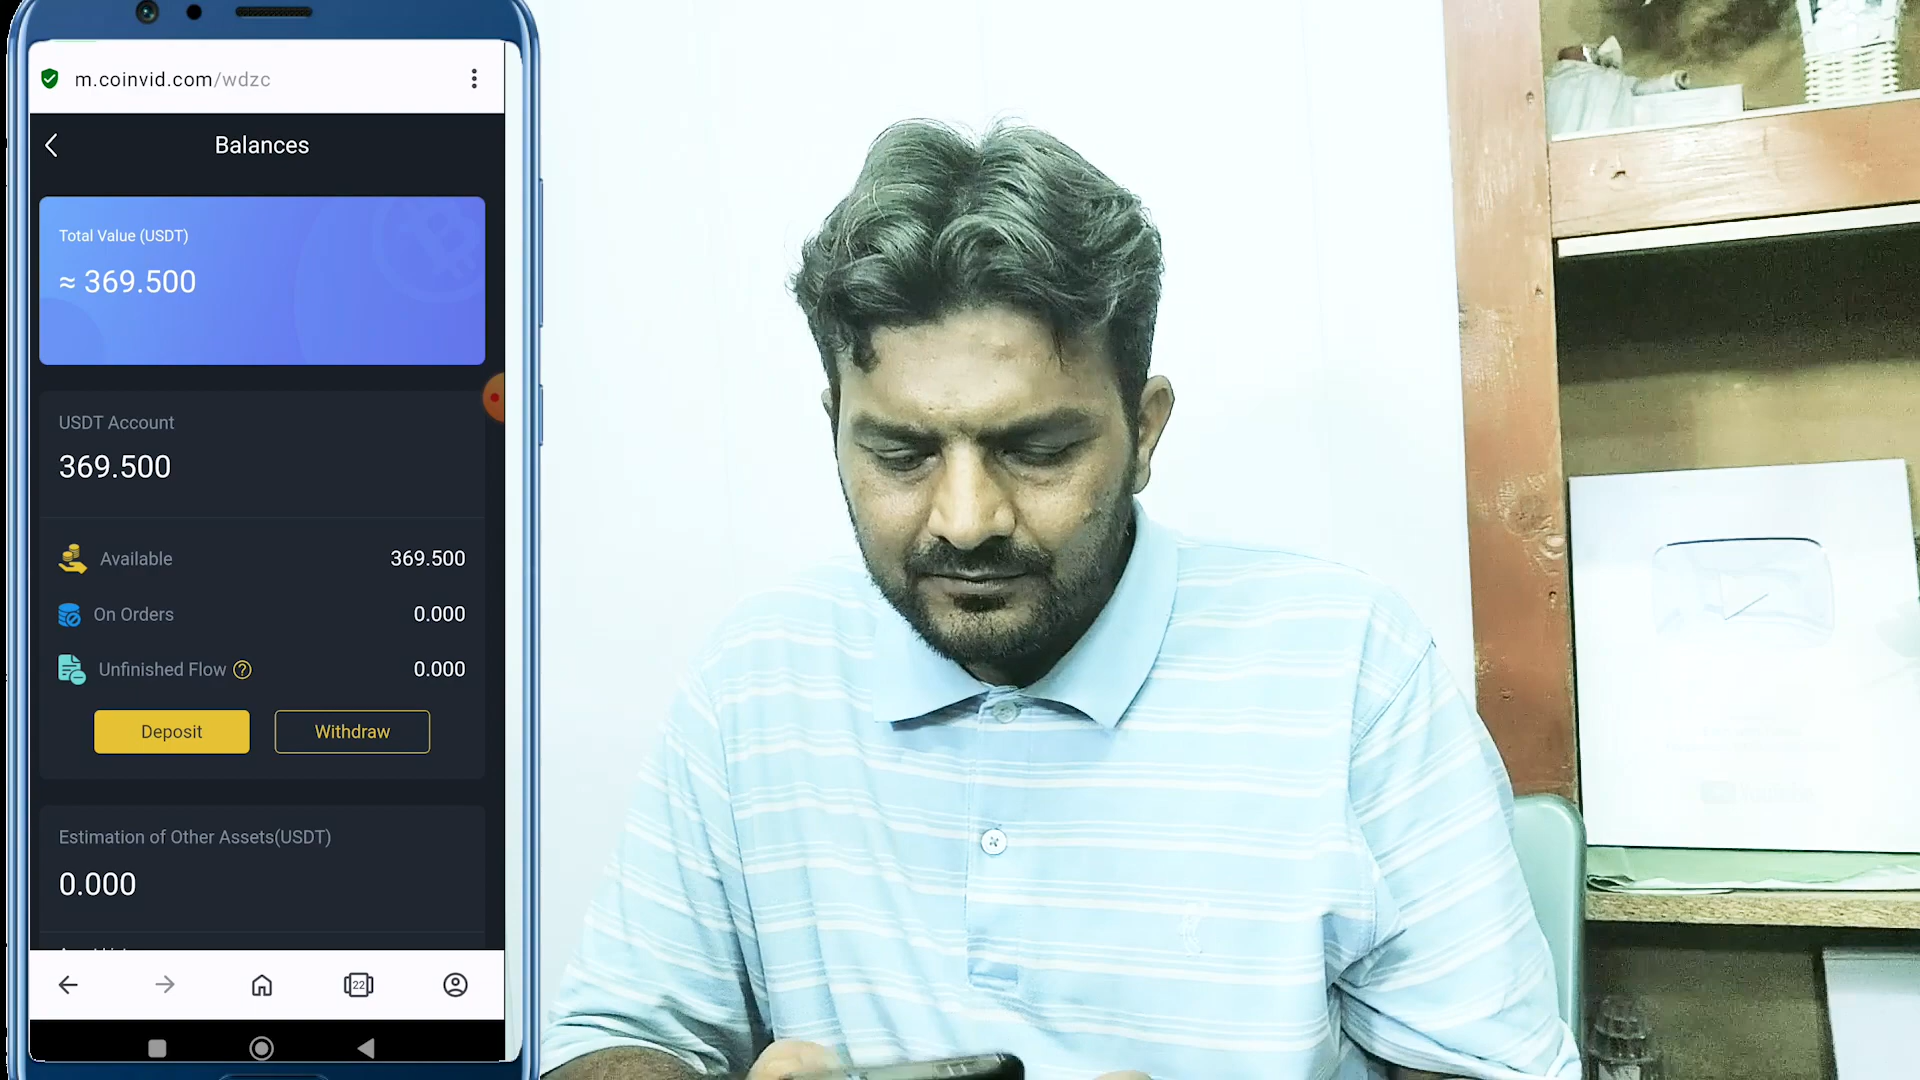 m.coinvid.com/wdzc
Balances
Total Value (USDT)
≈ 369.500
USDT Account
369.500
Available 369.500
On Orders 0.000
Unfinished Flow ? 0.000
Deposit Withdraw
Estimation of Other Assets(USDT)
0.000
22